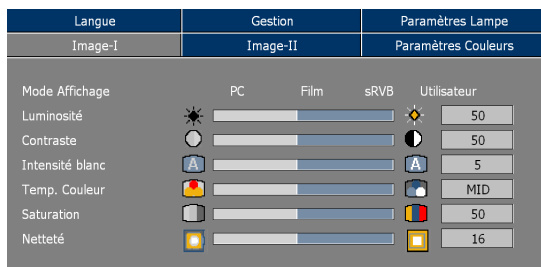 Langue Gestion Paramètres Lampe
Image-I Image-II Paramètres Couleurs
Mode Affichage PC Film sRVB Utilisateur
Luminosité 50
Contraste 50
Intensité blanc A A 5
Temp. Couleur MID
Saturation 50
Netteté 16